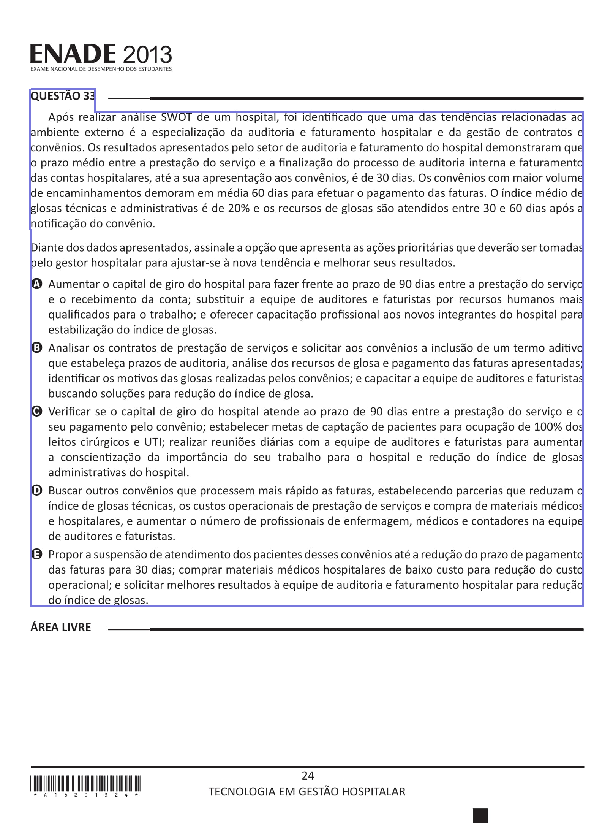 ENADE 2013
EXAME NACIONAL DE DESEMPENHO DOS ESTUDANTES
QUESTÃO 33
Após realizar análise SWOT de um hospital, foi identificado que uma das tendências relacionadas ao
ambiente externo é a especialização da auditoria e faturamento hospitalar e da gestão de contratos e
convênios. Os resultados apresentados pelo setor de auditoria e faturamento do hospital demonstraram que
o prazo médio entre a prestação do serviço e a finalização do processo de auditoria interna e faturamento
das contas hospitalares, até a sua apresentação aos convênios, é de 30 dias. Os convênios com maior volume
de encaminhamentos demoram em média 60 dias para efetuar o pagamento das faturas. O índice médio de
glosas técnicas e administrativas é de 20% e os recursos de glosas são atendidos entre 30 e 60 dias após a
notificação do convênio.
Diante dos dados apresentados, assinale a opção que apresenta as ações prioritárias que deverão ser tomadas
pelo gestor hospitalar para ajustar-se à nova tendência e melhorar seus resultados.
A Aumentar o capital de giro do hospital para fazer frente ao prazo de 90 dias entre a prestação do serviço
e o recebimento da conta; substituir a equipe de auditores e faturistas por recursos humanos mais
qualificados para o trabalho; e oferecer capacitação profissional aos novos integrantes do hospital para
estabilização do índice de glosas.
B Analisar os contratos de prestação de serviços e solicitar aos convênios a inclusão de um termo aditivo
que estabeleça prazos de auditoria, análise dos recursos de glosa e pagamento das faturas apresentadas;
identificar os motivos das glosas realizadas pelos convênios; e capacitar a equipe de auditores e faturistas
buscando soluções para redução do índice de glosa.
C Verificar se o capital de giro do hospital atende ao prazo de 90 dias entre a prestação do serviço e o
seu pagamento pelo convênio; estabelecer metas de captação de pacientes para ocupação de 100% dos
leitos cirúrgicos e UTI; realizar reuniões diárias com a equipe de auditores e faturistas para aumentar
a conscientização da importância do seu trabalho para o hospital e redução do índice de glosas
administrativas do hospital.
D Buscar outros convênios que processem mais rápido as faturas, estabelecendo parcerias que reduzam o
índice de glosas técnicas, os custos operacionais de prestação de serviços e compra de materiais médicos
e hospitalares, e aumentar o número de profissionais de enfermagem, médicos e contadores na equipe
de auditores e faturistas.
E Propor a suspensão de atendimento dos pacientes desses convênios até a redução do prazo de pagamento
das faturas para 30 dias; comprar materiais médicos hospitalares de baixo custo para redução do custo
operacional; e solicitar melhores resultados à equipe de auditoria e faturamento hospitalar para redução
do índice de glosas.
ÁREA LIVRE
24
TECNOLOGIA EM GESTÃO HOSPITALAR